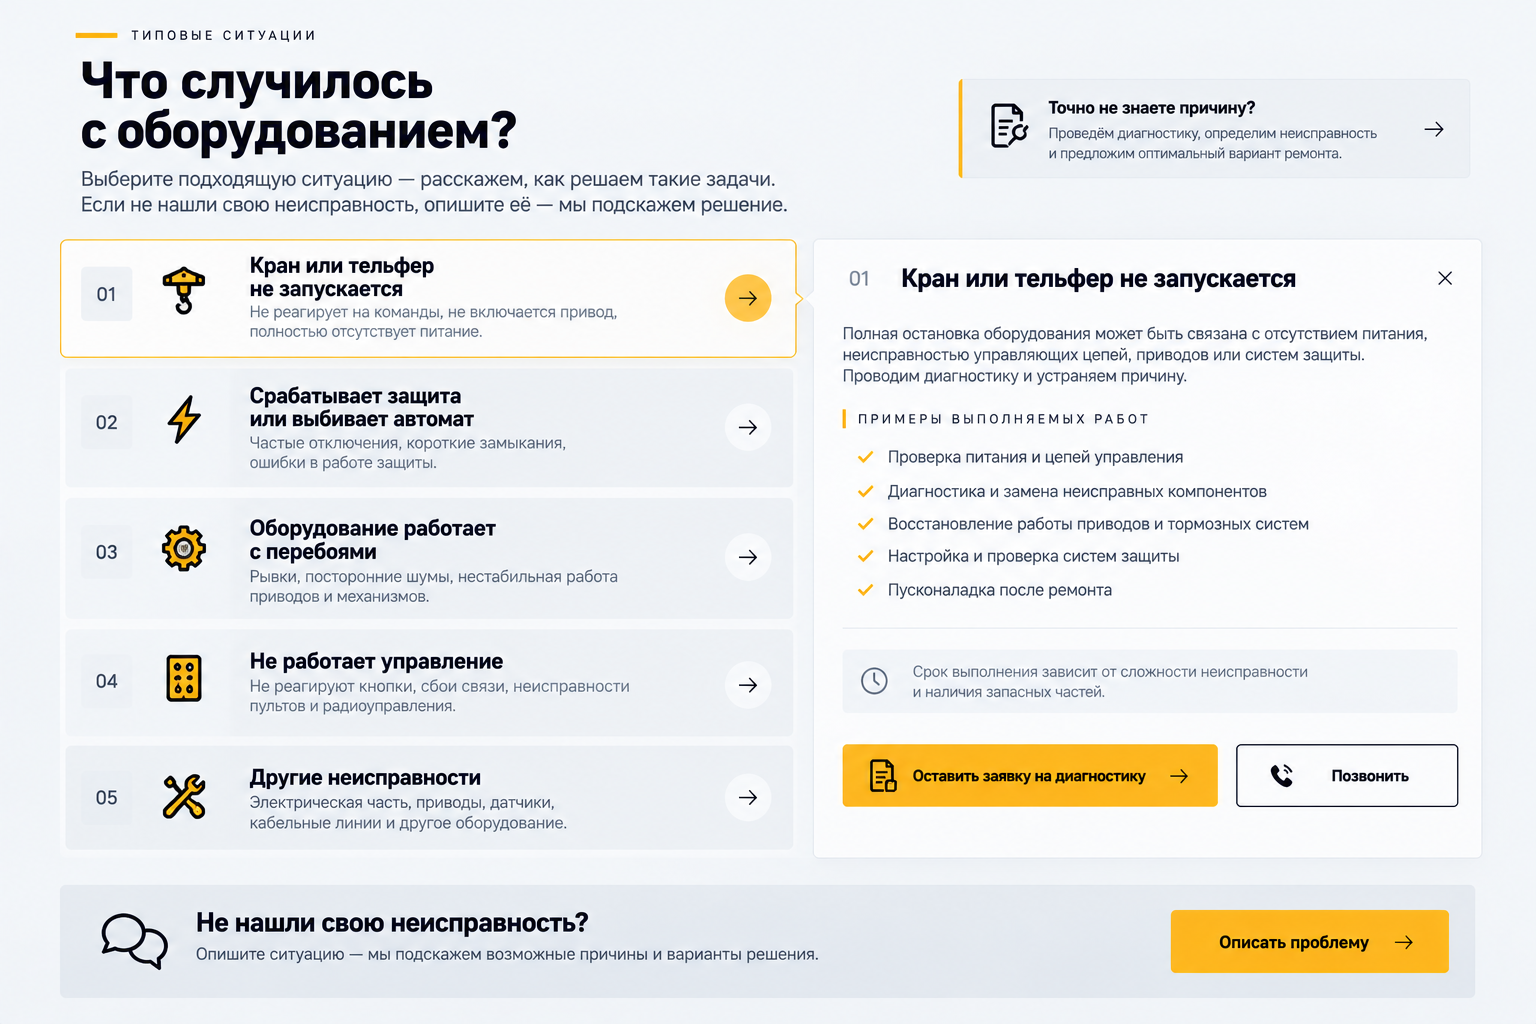 ТИПОВЫЕ СИТУАЦИИ
Что случилось
с оборудованием?
Выберите подходящую ситуацию — расскажем, как решаем такие задачи.
Если не нашли свою неисправность, опишите её — мы подскажем решение.
Точно не знаете причину?
Проведём диагностику, определим неисправность
и предложим оптимальный вариант ремонта.
01
Кран или тельфер
не запускается
Не реагирует на команды, не включается привод,
полностью отсутствует питание.
02
Срабатывает защита
или выбивает автомат
Частые отключения, короткие замыкания,
ошибки в работе защиты.
03
Оборудование работает
с перебоями
Рывки, посторонние шумы, нестабильная работа
приводов и механизмов.
04
Не работает управление
Не реагируют кнопки, сбои связи, неисправности
пультов и радиоуправления.
05
Другие неисправности
Электрическая часть, приводы, датчики,
кабельные линии и другое оборудование.
01 Кран или тельфер не запускается
Полная остановка оборудования может быть связана с отсутствием питания,
неисправностью управляющих цепей, приводов или систем защиты.
Проводим диагностику и устраняем причину.
ПРИМЕРЫ ВЫПОЛНЯЕМЫХ РАБОТ
Проверка питания и цепей управления
Диагностика и замена неисправных компонентов
Восстановление работы приводов и тормозных систем
Настройка и проверка систем защиты
Пусконаладка после ремонта
Срок выполнения зависит от сложности неисправности
и наличия запасных частей.
Оставить заявку на диагностику
Позвонить
Не нашли свою неисправность?
Опишите ситуацию — мы подскажем возможные причины и варианты решения.
Описать проблему